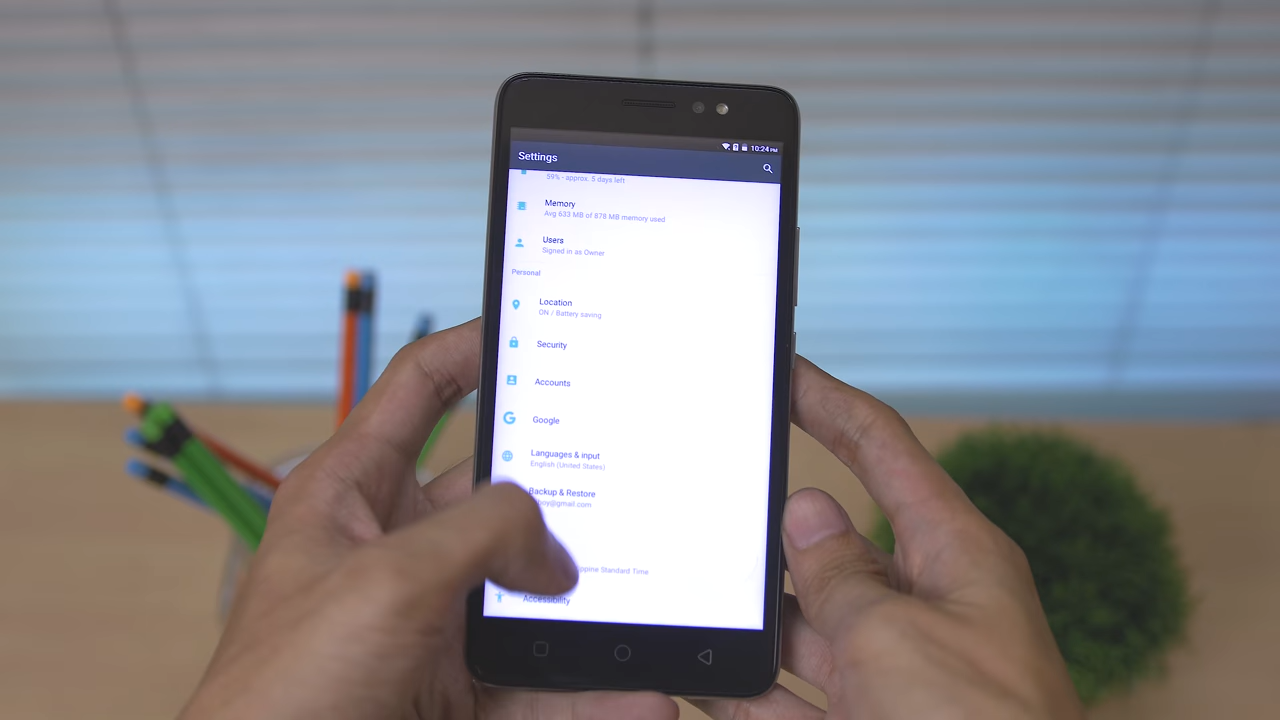 10:24 PM
Settings
59% - approx. 5 days left
Memory
Avg 633 MB of 878 MB memory used
Users
Signed in as Owner
Personal
Location
ON / Battery saving
Security
Accounts
Google
Languages & input
English (United States)
Backup & Restore
Standard Time
Accessibility